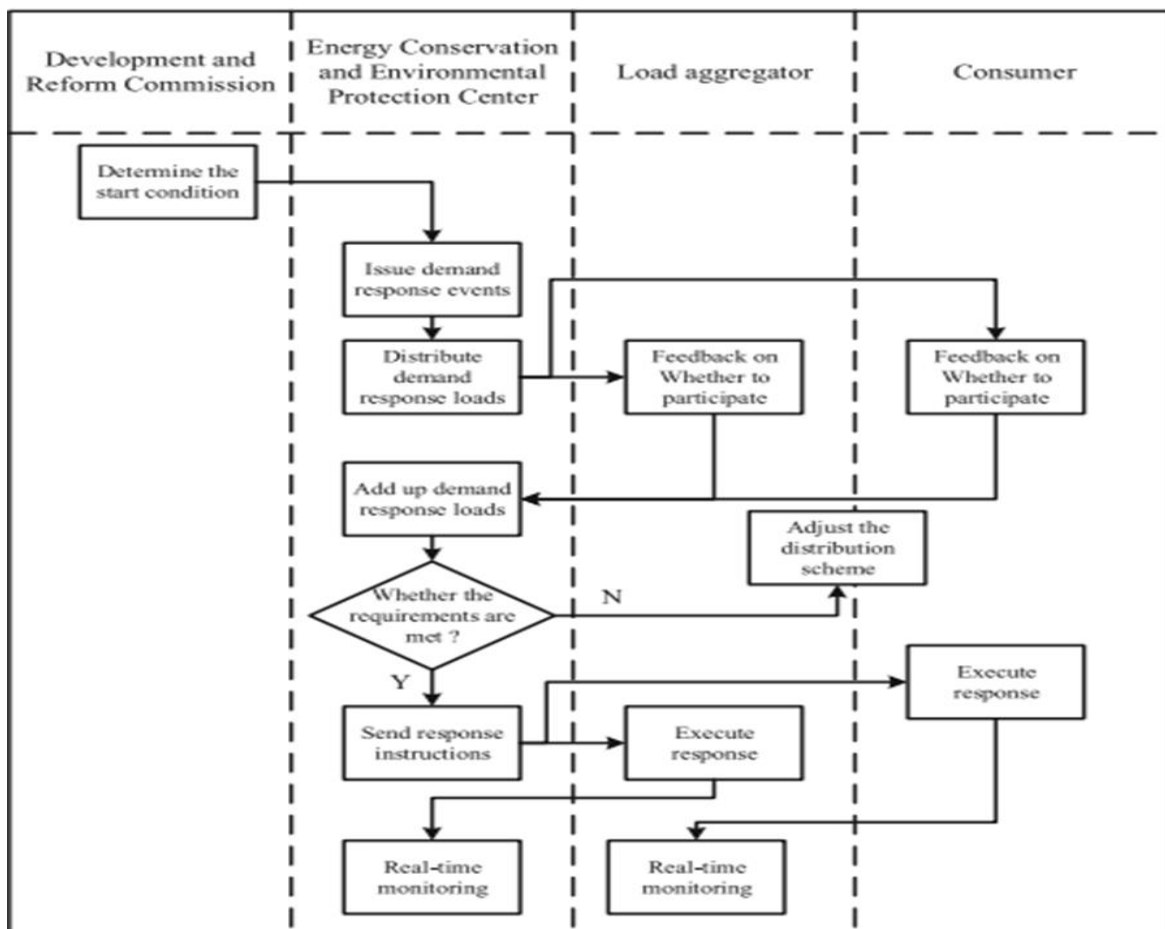 Development and
Reform Commission
Energy Conservation
and Environmental
Protection Center
Load aggregator
Consumer
Determine the
start condition
Issue demand
response events
Distribute
demand
response loads
Feedback on
Whether to
participate
Feedback on
Whether to
participate
Add up demand
response loads
Adjust the
distribution
scheme
Whether the
requirements are
met ?
N
Y
Execute
response
Send response
instructions
Execute
response
Real-time
monitoring
Real-time
monitoring